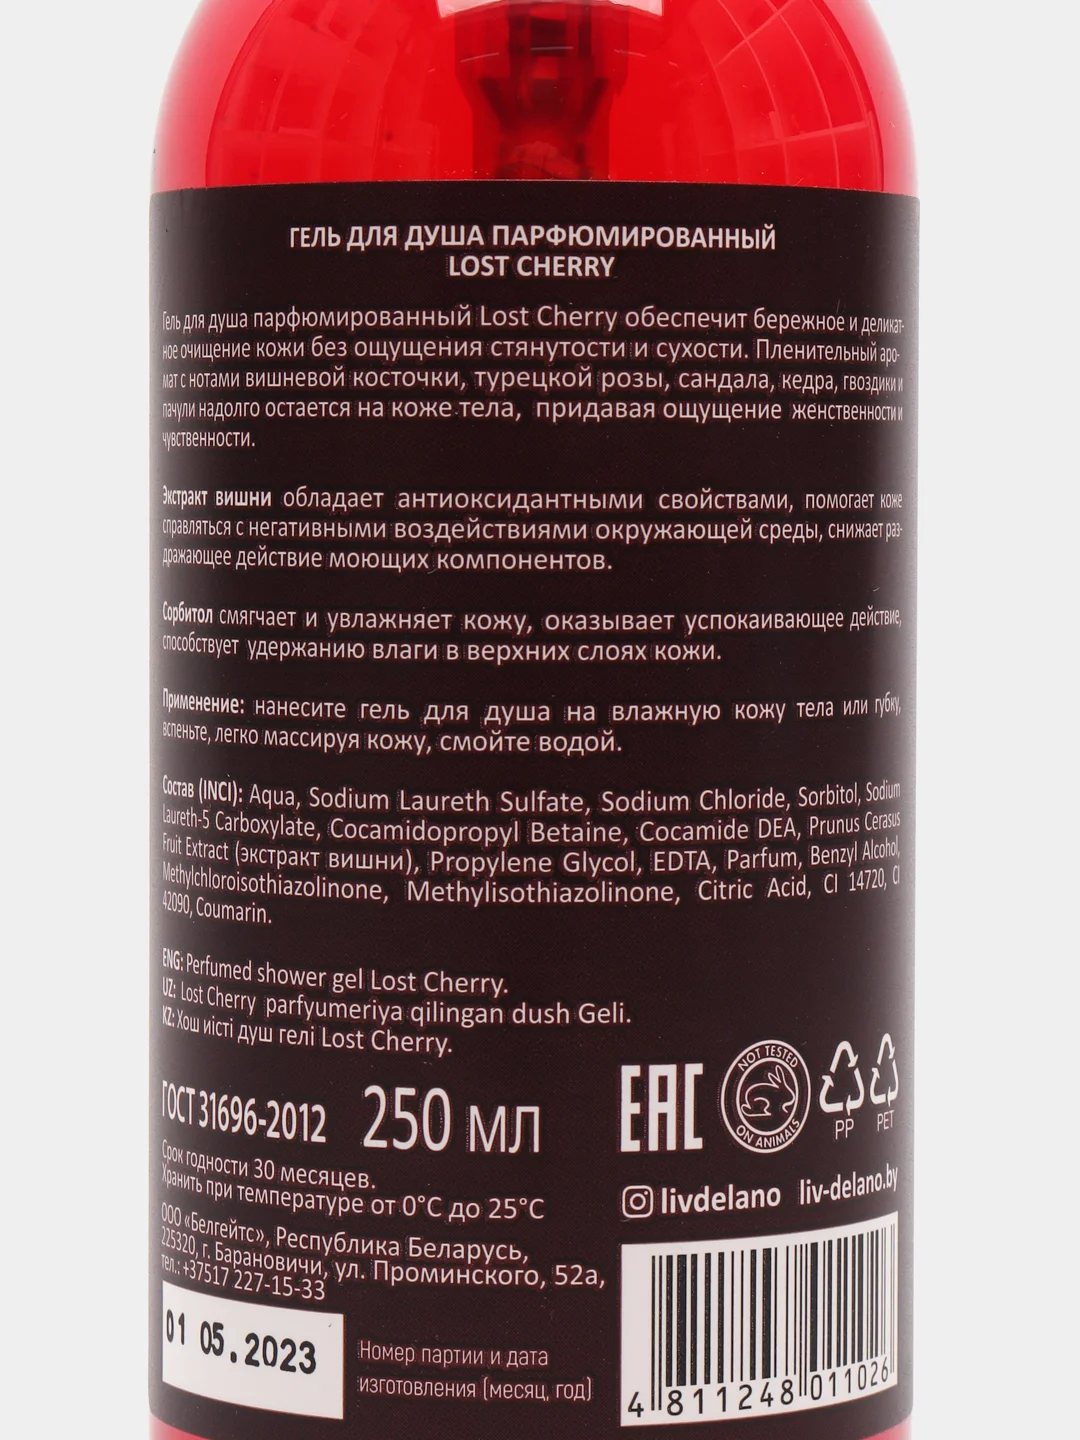 ГЕЛЬ ДЛЯ ДУША ПАРФЮМИРОВАННЫЙ
LOST CHERRY
Гель для душа парфюмированный Lost Cherry обеспечит бережное и деликат-
ное очищение кожи без ощущения стянутости и сухости. Пленительный аро-
мат с нотами вишневой косточки, турецкой розы, сандала, кедра, гвоздики и
пачули надолго остается на коже тела, придавая ощущение женственности и
чувственности.
Экстракт вишни обладает антиоксидантными свойствами, помогает коже
справляться с негативными воздействиями окружающей среды, снижает раз-
дражающее действие моющих компонентов.
Сорбитол смягчает и увлажняет кожу, оказывает успокаивающее действие,
способствует удержанию влаги в верхних слоях кожи.
Применение: нанесите гель для душа на влажную кожу тела или губку,
вспеньте, легко массируя кожу, смойте водой.
Состав (INCI): Aqua, Sodium Laureth Sulfate, Sodium Chloride, Sorbitol, Sodium
Laureth-5 Carboxylate, Cocamidopropyl Betaine, Cocamide DEA, Prunus Cerasus
Fruit Extract (экстракт вишни), Propylene Glycol, EDTA, Parfum, Benzyl Alcohol,
Methylchloroisothiazolinone, Methylisothiazolinone, Citric Acid, CI 14720, CI
42090, Coumarin.
ENG: Perfumed shower gel Lost Cherry.
UZ: Lost Cherry parfyumeriya qilingan dush Geli.
KZ: Хош иісті душ гелі Lost Cherry.
ГОСТ 31696-2012 250 мл
EAC
NOT TESTED
ON ANIMALS
PP
PET
Срок годности 30 месяцев.
Хранить при температуре от 0°С до 25°С
livdelano liv-delano.by
ООО «Белгейтс», Республика Беларусь,
225320, г. Барановичи, ул. Проминского, 52а,
тел.: +37517 227-15-33
01 05.2023
Номер партии и дата
изготовления (месяц, год)
4 811248 011026